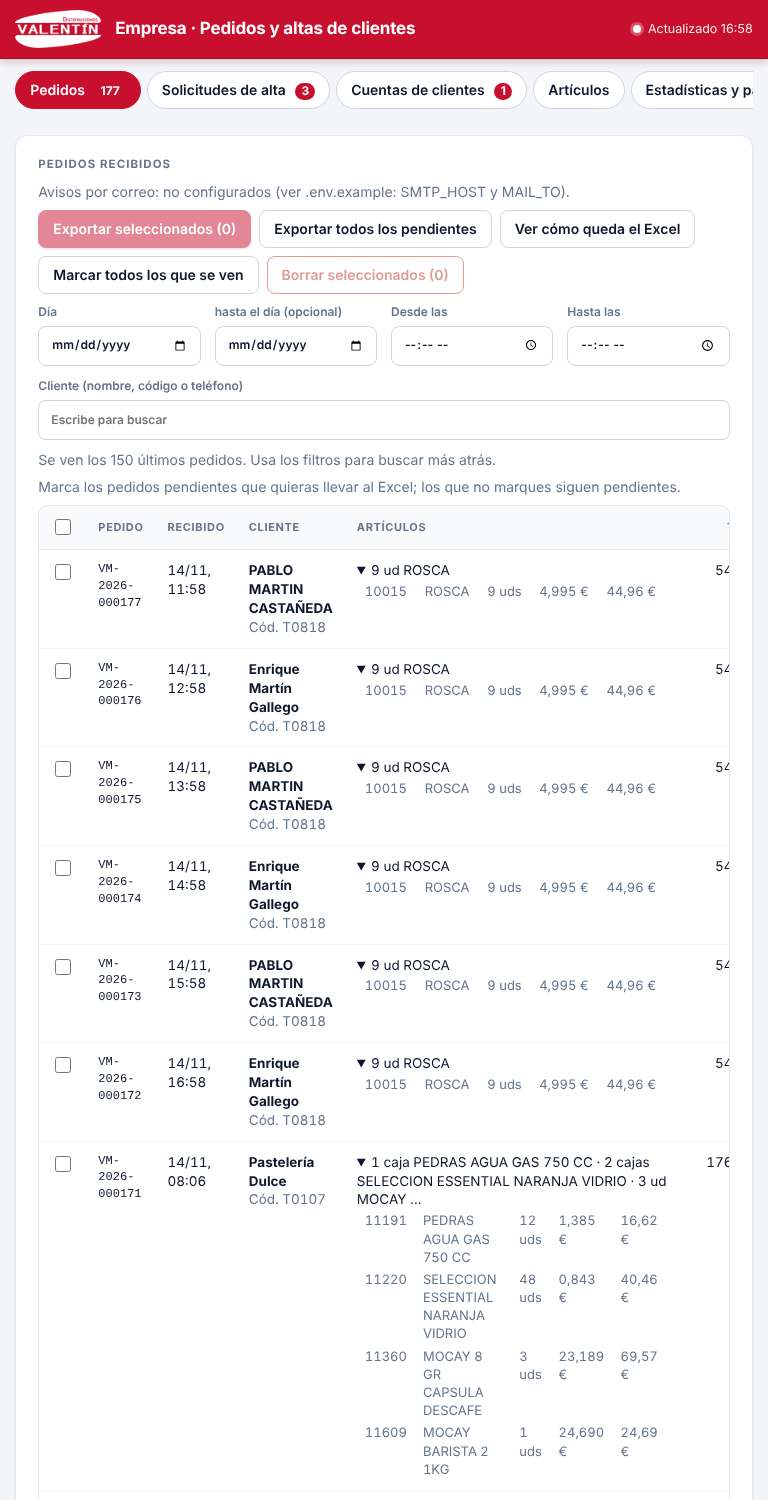 Distribuciones
VALENTÍN
Empresa · Pedidos y altas de clientes
Actualizado 16:58
Pedidos 177
Solicitudes de alta 3
Cuentas de clientes 1
Artículos
Estadísticas y pa
PEDIDOS RECIBIDOS
Avisos por correo: no configurados (ver .env.example: SMTP_HOST y MAIL_TO).
Exportar seleccionados (0)
Exportar todos los pendientes
Ver cómo queda el Excel
Marcar todos los que se ven
Borrar seleccionados (0)
Día
hasta el día (opcional)
Desde las
Hasta las
mm/dd/yyyy
mm/dd/yyyy
--:-- --
--:-- --
Cliente (nombre, código o teléfono)
Escribe para buscar
Se ven los 150 últimos pedidos. Usa los filtros para buscar más atrás.
Marca los pedidos pendientes que quieras llevar al Excel; los que no marques siguen pendientes.
PEDIDO RECIBIDO CLIENTE ARTÍCULOS
VM-2026-000177
14/11, 11:58
PABLO MARTIN CASTAÑEDA
Cód. T0818
▼ 9 ud ROSCA
10015 ROSCA 9 uds 4,995 € 44,96 €
54
VM-2026-000176
14/11, 12:58
Enrique Martín Gallego
Cód. T0818
▼ 9 ud ROSCA
10015 ROSCA 9 uds 4,995 € 44,96 €
54
VM-2026-000175
14/11, 13:58
PABLO MARTIN CASTAÑEDA
Cód. T0818
▼ 9 ud ROSCA
10015 ROSCA 9 uds 4,995 € 44,96 €
54
VM-2026-000174
14/11, 14:58
Enrique Martín Gallego
Cód. T0818
▼ 9 ud ROSCA
10015 ROSCA 9 uds 4,995 € 44,96 €
54
VM-2026-000173
14/11, 15:58
PABLO MARTIN CASTAÑEDA
Cód. T0818
▼ 9 ud ROSCA
10015 ROSCA 9 uds 4,995 € 44,96 €
54
VM-2026-000172
14/11, 16:58
Enrique Martín Gallego
Cód. T0818
▼ 9 ud ROSCA
10015 ROSCA 9 uds 4,995 € 44,96 €
54
VM-2026-000171
14/11, 08:06
Pastelería Dulce
Cód. T0107
▼ 1 caja PEDRAS AGUA GAS 750 CC · 2 cajas
SELECCION ESSENTIAL NARANJA VIDRIO · 3 ud
MOCAY ...
176
11191 PEDRAS AGUA GAS 750 CC 12 uds 1,385 € 16,62 €
11220 SELECCION ESSENTIAL NARANJA VIDRIO 48 uds 0,843 € 40,46 €
11360 MOCAY 8 GR CAPSULA DESCAFE 3 uds 23,189 € 69,57 €
11609 MOCAY BARISTA 2 1KG 1 uds 24,690 € 24,69 €